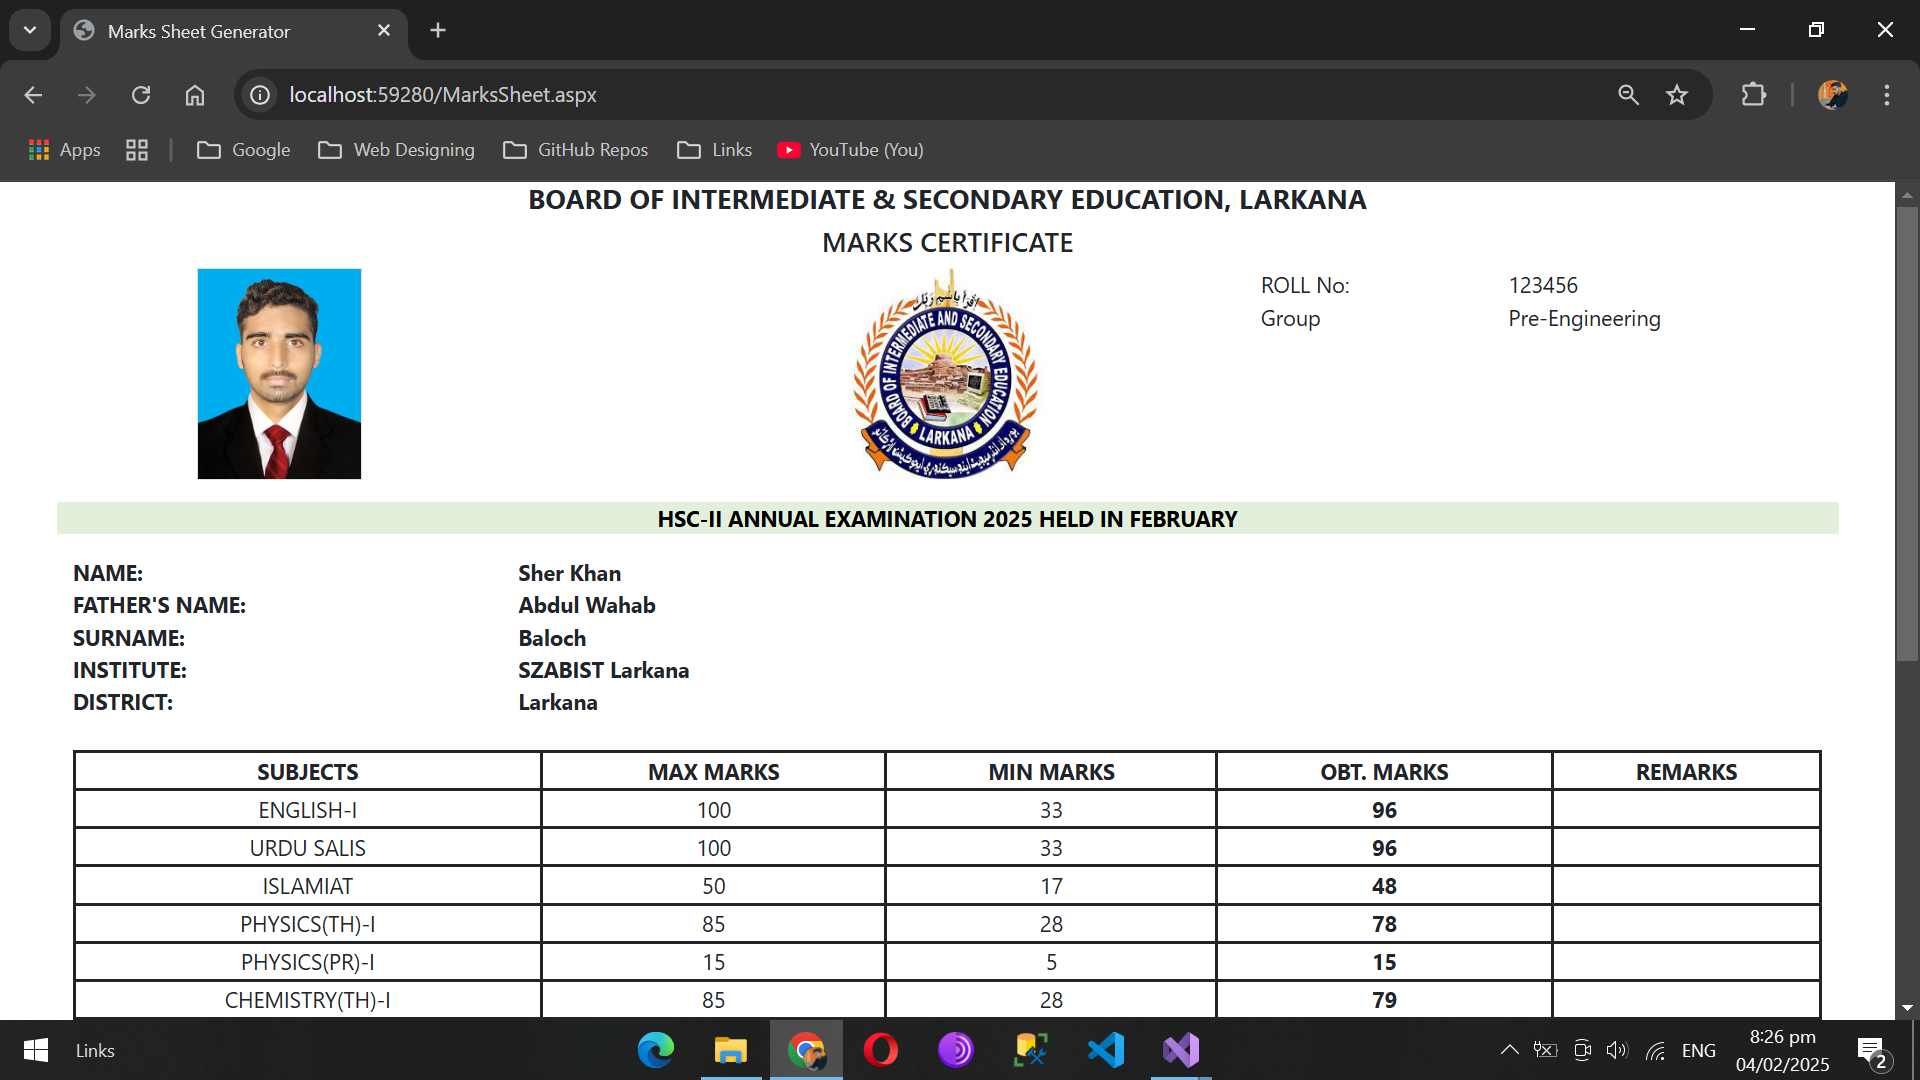 Marks Sheet Generator
localhost:59280/MarksSheet.aspx
Apps Google Web Designing GitHub Repos Links YouTube (You)
BOARD OF INTERMEDIATE & SECONDARY EDUCATION, LARKANA
MARKS CERTIFICATE
اقرأ باسم ربك
BOARD OF INTERMEDIATE AND SECONDARY EDUCATION
LARKANA
ROLL No: 123456
Group Pre-Engineering
HSC-II ANNUAL EXAMINATION 2025 HELD IN FEBRUARY
NAME: Sher Khan
FATHER'S NAME: Abdul Wahab
SURNAME: Baloch
INSTITUTE: SZABIST Larkana
DISTRICT: Larkana
SUBJECTS MAX MARKS MIN MARKS OBT. MARKS REMARKS
ENGLISH-I 100 33 96
URDU SALIS 100 33 96
ISLAMIAT 50 17 48
PHYSICS(TH)-I 85 28 78
PHYSICS(PR)-I 15 5 15
CHEMISTRY(TH)-I 85 28 79
Links ENG 8:26 pm
04/02/2025
2